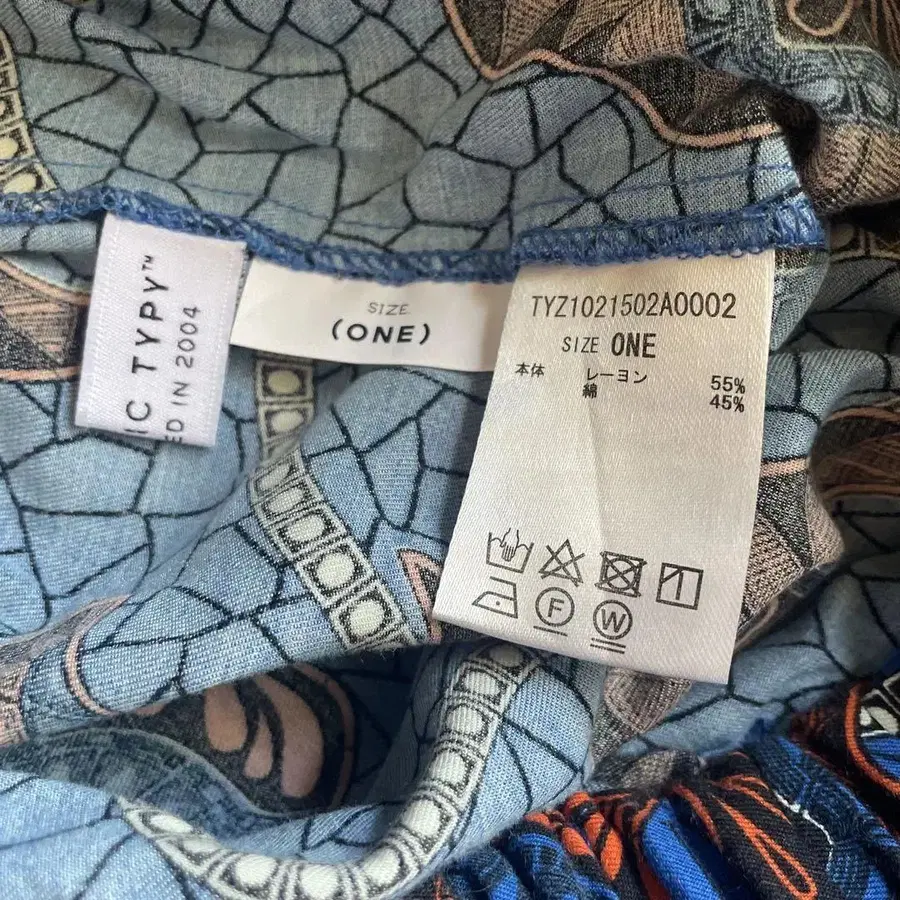 IC TYPY™
ED IN 2004
SIZE
(ONE)
TYZ1021502A0002
SIZE ONE
本体 レーヨン 55%
綿 45%
F
W